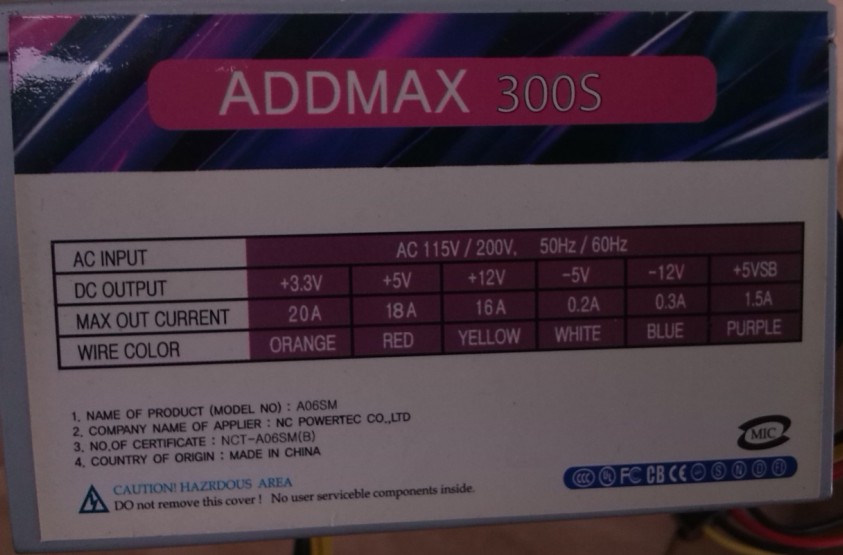 ADDMAX 300S
AC INPUT AC 115V / 200V, 50Hz / 60Hz
DC OUTPUT +3.3V +5V +12V -5V -12V +5VSB
MAX OUT CURRENT 20A 18A 16A 0.2A 0.3A 1.5A
WIRE COLOR ORANGE RED YELLOW WHITE BLUE PURPLE
1. NAME OF PRODUCT (MODEL NO) : A06SM
2. COMPANY NAME OF APPLIER : NC POWERTEC CO.,LTD
3. NO.OF CERTIFICATE : NCT-A06SM(B)
4. COUNTRY OF ORIGIN : MADE IN CHINA
MIC
CCC UL FC CB CE S N D FI
CAUTION! HAZRDOUS AREA
DO not remove this cover ! No user serviceble components inside.